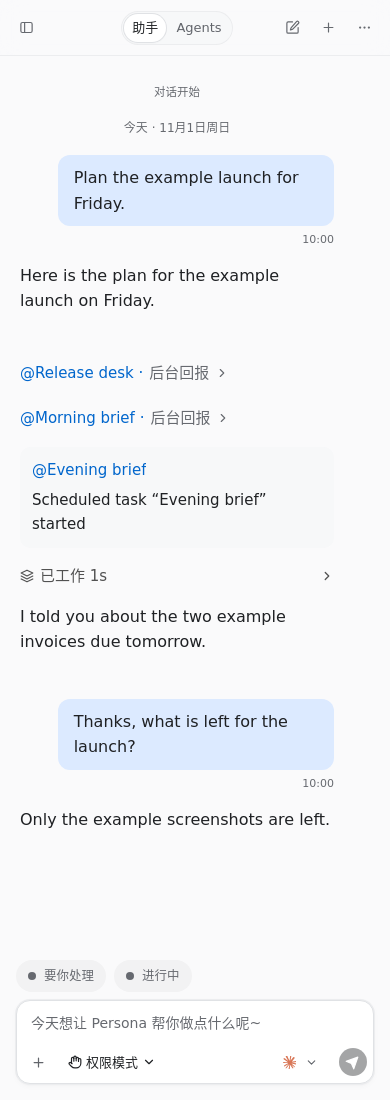 助手 Agents
对话开始
今天 · 11月1日周日
Plan the example launch for
Friday.
10:00
Here is the plan for the example
launch on Friday.
@Release desk · 后台回报
@Morning brief · 后台回报
@Evening brief
Scheduled task “Evening brief”
started
已工作 1s
I told you about the two example
invoices due tomorrow.
Thanks, what is left for the
launch?
10:00
Only the example screenshots are left.
要你处理 进行中
今天想让 Persona 帮你做点什么呢~
权限模式